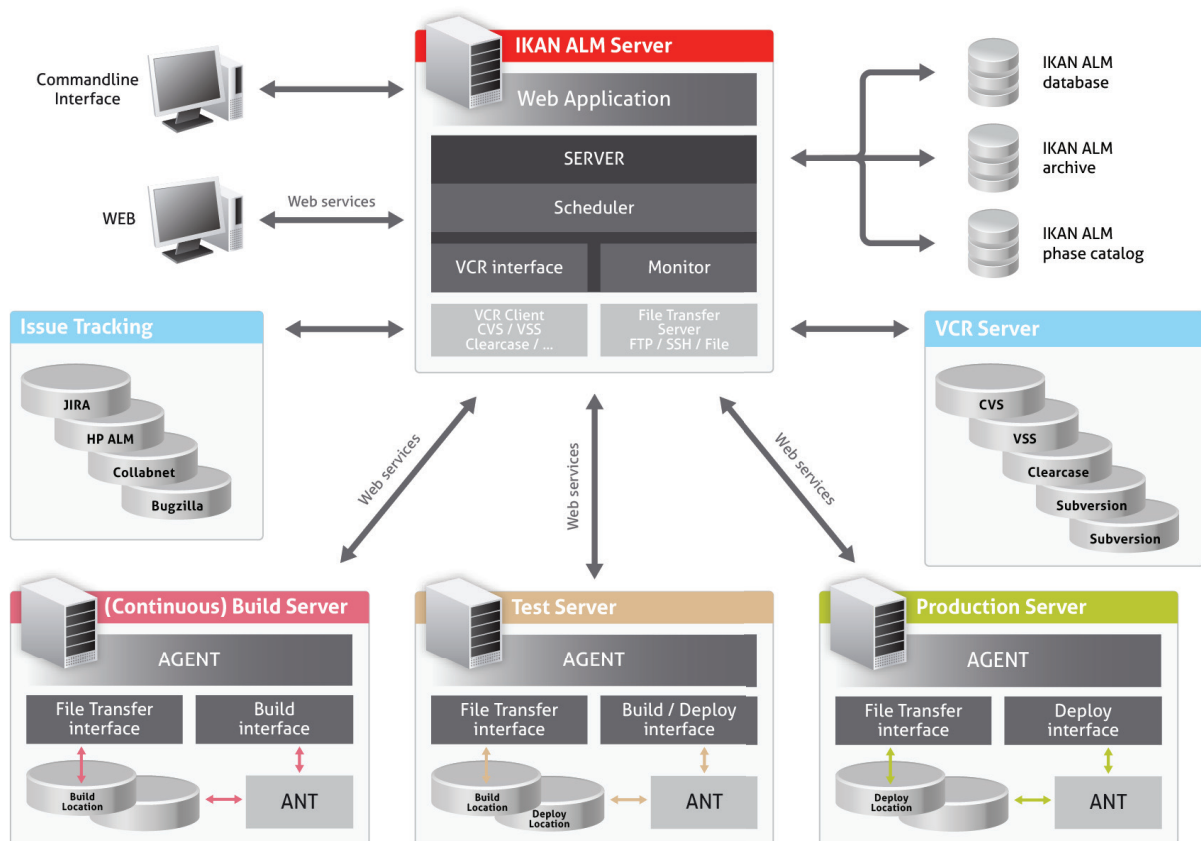 IKAN ALM Server
Web Application
SERVER
Scheduler
VCR interface
Monitor
VCR Client
CVS / VSS
Clearcase / ...
File Transfer
Server
FTP / SSH / File
Commandline
Interface
WEB
Web services
IKAN ALM
database
IKAN ALM
archive
IKAN ALM
phase catalog
Issue Tracking
JIRA
HP ALM
Collabnet
Bugzilla
VCR Server
CVS
VSS
Clearcase
Subversion
Subversion
Web services
Web services
Web services
(Continuous) Build Server
AGENT
File Transfer
interface
Build
interface
Build
Location
ANT
Test Server
AGENT
File Transfer
interface
Build / Deploy
interface
Build
Location
Deploy
Location
ANT
Production Server
AGENT
File Transfer
interface
Deploy
interface
Deploy
Location
ANT